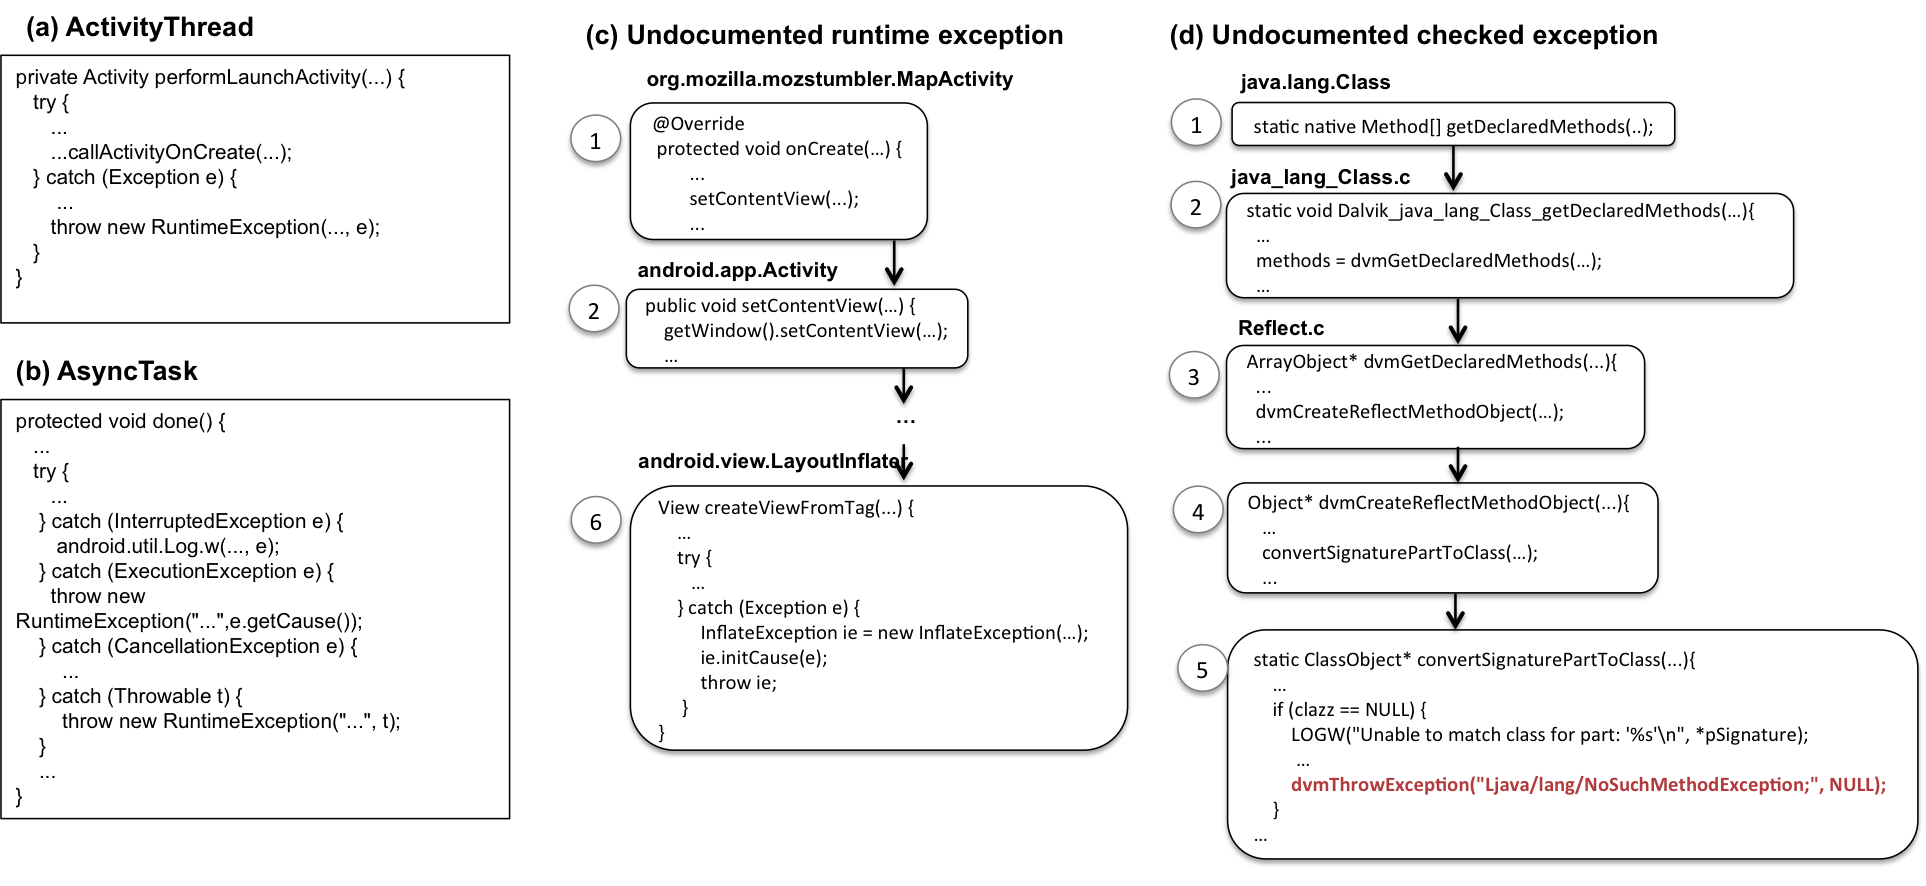 (a) ActivityThread
private Activity performLaunchActivity(...) {
try {
...
...callActivityOnCreate(...);
} catch (Exception e) {
...
throw new RuntimeException(..., e);
}
}
(b) AsyncTask
protected void done() {
...
try {
...
} catch (InterruptedException e) {
android.util.Log.w(..., e);
} catch (ExecutionException e) {
throw new
RuntimeException("...",e.getCause());
} catch (CancellationException e) {
...
} catch (Throwable t) {
throw new RuntimeException("...", t);
}
...
}
(c) Undocumented runtime exception
org.mozilla.mozstumbler.MapActivity
1
@Override
protected void onCreate(...) {
...
setContentView(...);
...
android.app.Activity
2
public void setContentView(...) {
getWindow().setContentView(...);
...
...
android.view.LayoutInflater
6
View createViewFromTag(...) {
...
try {
...
} catch (Exception e) {
InflateException ie = new InflateException(...);
ie.initCause(e);
throw ie;
}
}
(d) Undocumented checked exception
java.lang.Class
1
static native Method[] getDeclaredMethods(..);
java_lang_Class.c
2
static void Dalvik_java_lang_Class_getDeclaredMethods(...){
...
methods = dvmGetDeclaredMethods(...);
...
Reflect.c
3
ArrayObject* dvmGetDeclaredMethods(...){
...
dvmCreateReflectMethodObject(...);
...
4
Object* dvmCreateReflectMethodObject(...){
...
convertSignaturePartToClass(...);
...
5
static ClassObject* convertSignaturePartToClass(...){
...
if (clazz == NULL) {
LOGW("Unable to match class for part: '%s'\n", *pSignature);
...
dvmThrowException("Ljava/lang/NoSuchMethodException;", NULL);
}
...